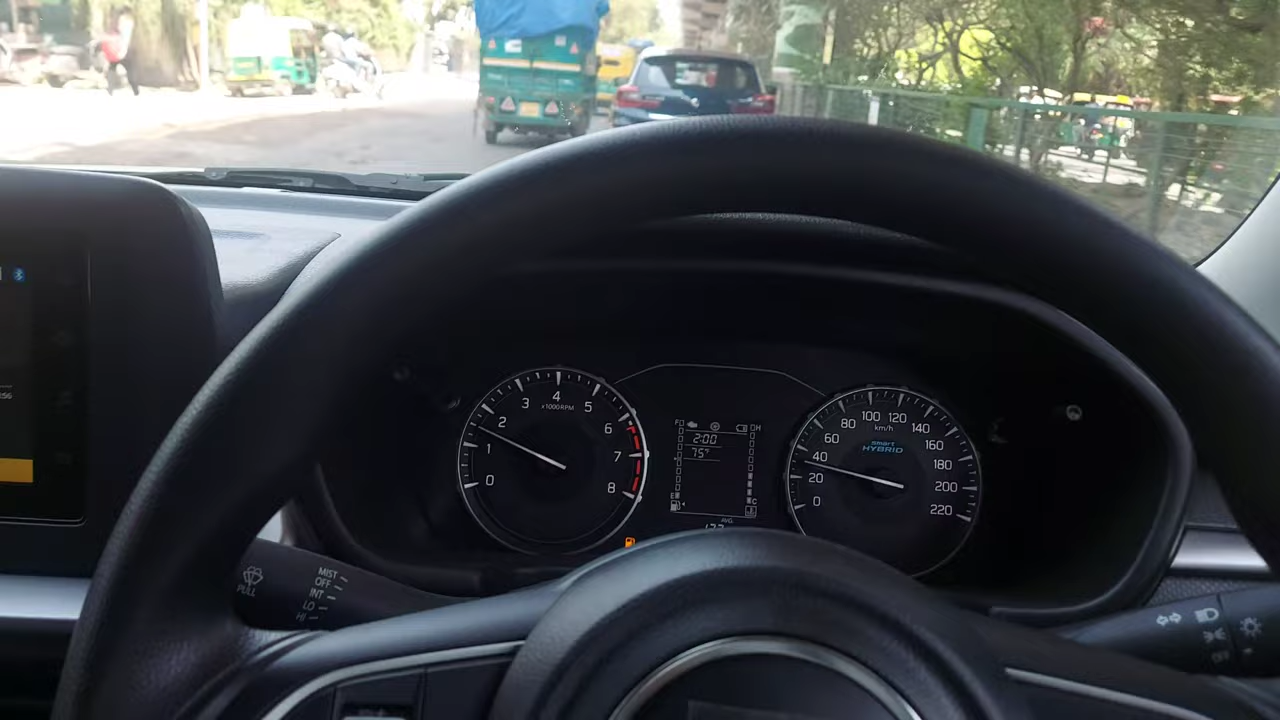 :56
0
1
2
3
4
5
6
7
8
x1000RPM
F
H
2:00
75°F
E
C
AVG.
0
20
40
60
80
100
120
140
160
180
200
220
km/h
smart
HYBRID
PULL
MIST
OFF
INT
LO
HI